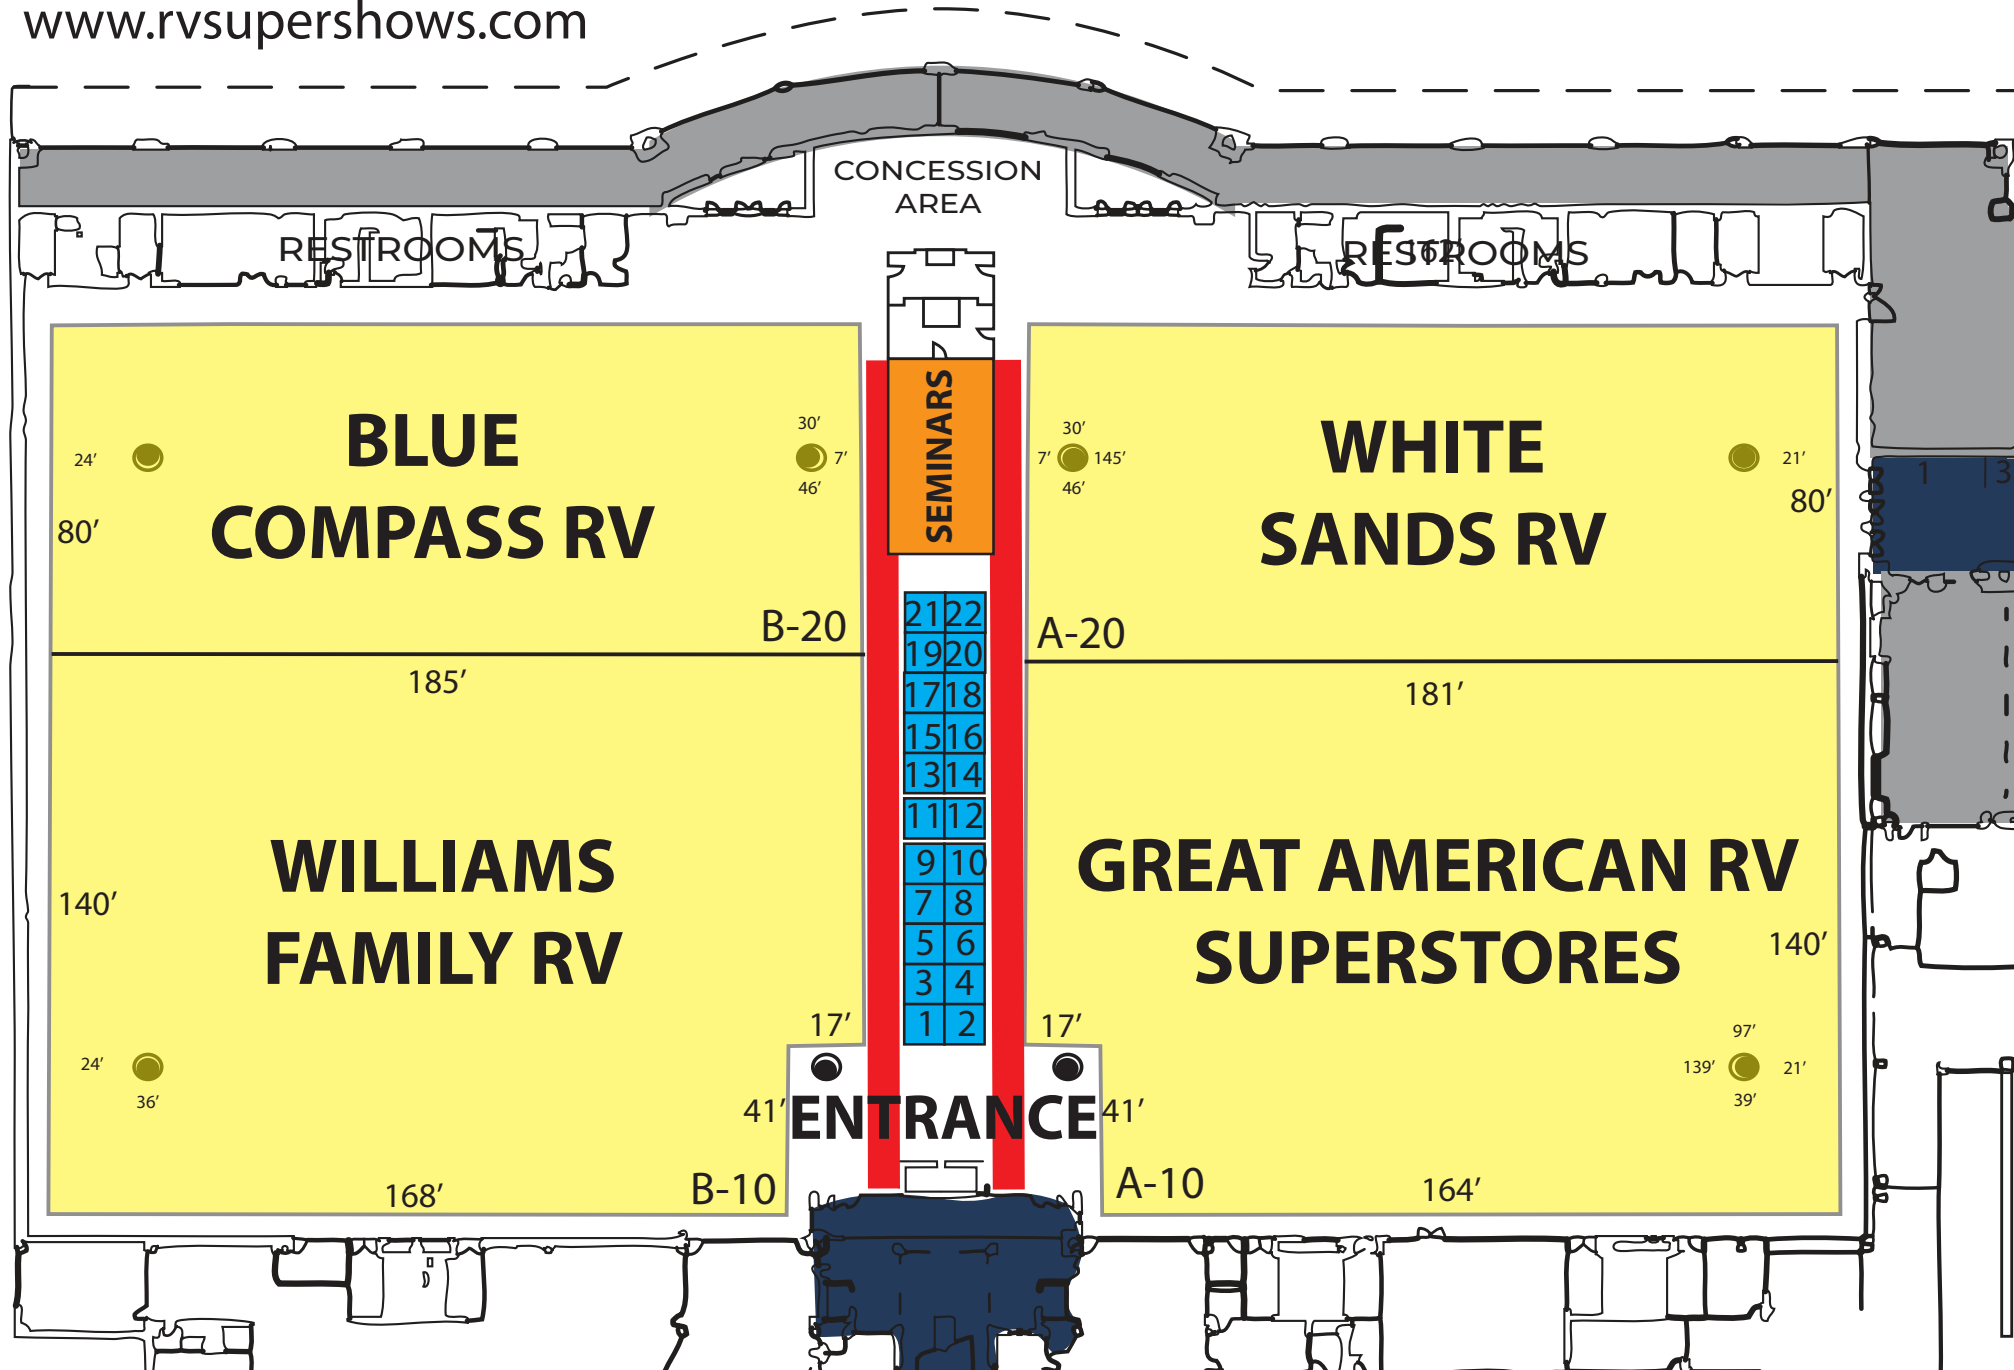 www.rvsupershows.com
CONCESSION
AREA
RESTROOMS
RESTROOMS
162
BLUE
COMPASS RV
24’
80’
30’
7’
46’
B-20
SEMINARS
WHITE
SANDS RV
30’
7’
145’
46’
21’
80’
A-20
1
3
185’
181’
21 22
19 20
17 18
15 16
13 14
11 12
9 10
7 8
5 6
3 4
1 2
WILLIAMS
FAMILY RV
140’
24’
36’
168’
17’
41’
B-10
GREAT AMERICAN RV
SUPERSTORES
140’
17’
41’
97’
139’
21’
39’
164’
A-10
ENTRANCE